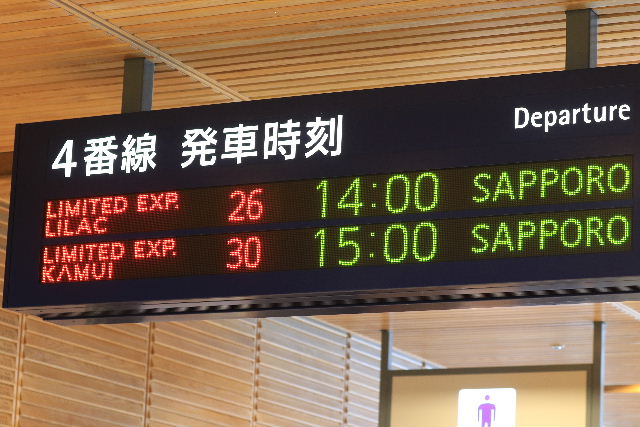 4番線 発車時刻 Departure
LIMITED EXP. LILAC 26 14:00 SAPPORO
LIMITED EXP. KAMUI 30 15:00 SAPPORO